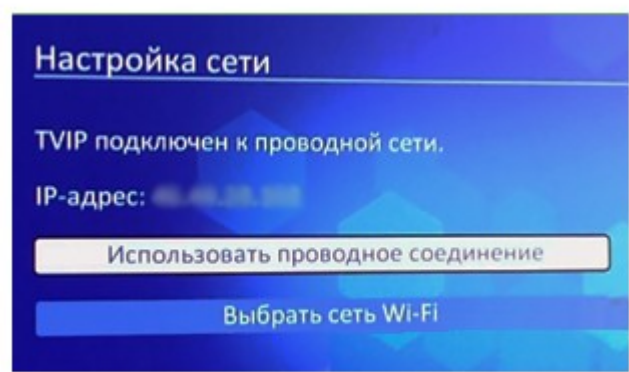 Настройка сети
TVIP подключен к проводной сети.
IP-адрес:
Использовать проводное соединение
Выбрать сеть Wi-Fi